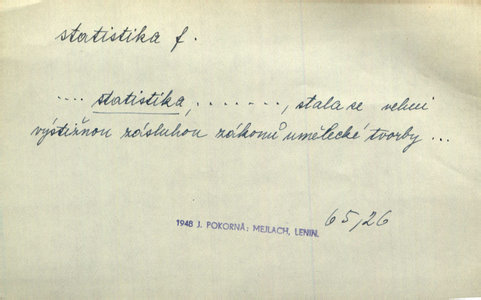 statistika f.
.... statistika, ......., stala se velmi
výstižnou zásluhou zákonů umělecké tvorby ...
1948 J. POKORNÁ: MEJLACH, LENIN. 65/26